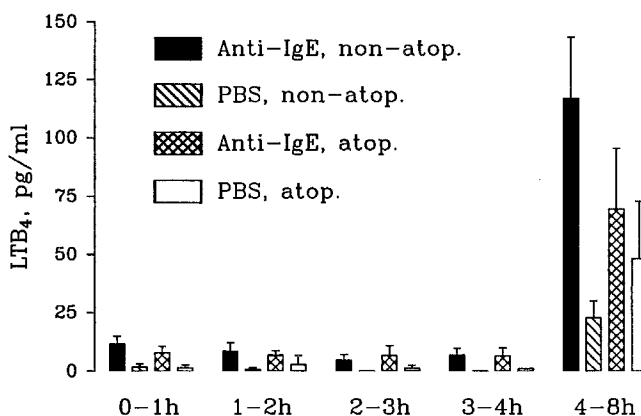 LTB4, pg/ml
150
125
100
75
50
25
0
Anti-IgE, non-atop.
PBS, non-atop.
Anti-IgE, atop.
PBS, atop.
0-1h 1-2h 2-3h 3-4h 4-8h